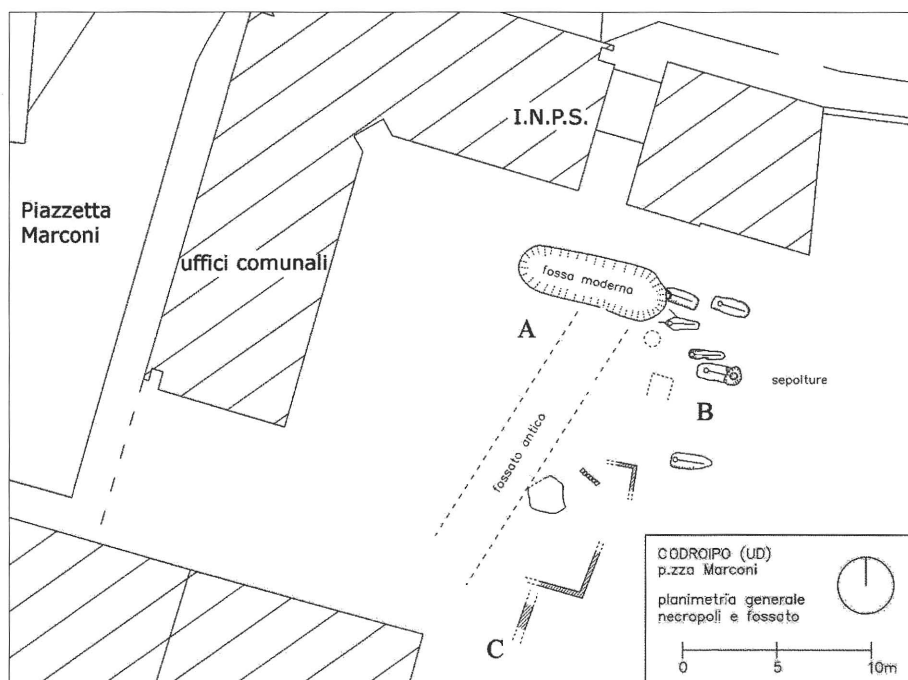 I.N.P.S.
Piazzetta
Marconi
uffici comunali
fossa moderna
A
sepolture
B
fossato antico
C
CODROIPO (UD)
p.zza Marconi
planimetria generale
necropoli e fossato
0 5 10m